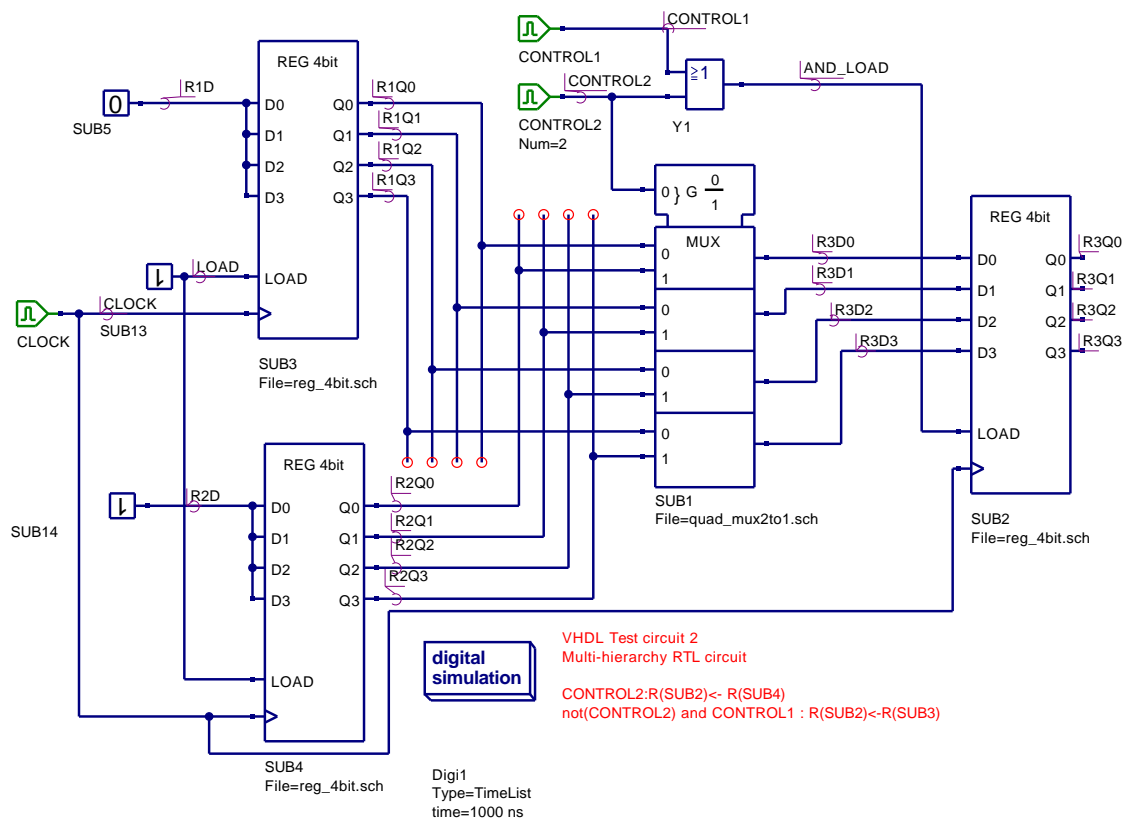 CONTROL1
CONTROL1
CONTROL2
CONTROL2
Num=2
≥1
Y1
AND_LOAD
REG 4bit
R1D
0
SUB5
D0
D1
D2
D3
Q0
Q1
Q2
Q3
R1Q0
R1Q1
R1Q2
R1Q3
LOAD
LOAD
1
CLOCK
CLOCK
SUB13
SUB3
File=reg_4bit.sch
0 } G 0
1
MUX
0
1
0
1
0
1
0
1
SUB1
File=quad_mux2to1.sch
R3D0
R3D1
R3D2
R3D3
REG 4bit
D0
D1
D2
D3
Q0
Q1
Q2
Q3
LOAD
R3Q0
R3Q1
R3Q2
R3Q3
SUB2
File=reg_4bit.sch
REG 4bit
R2D
1
SUB14
D0
D1
D2
D3
Q0
Q1
Q2
Q3
LOAD
R2Q0
R2Q1
R2Q2
R2Q3
SUB4
File=reg_4bit.sch
digital
simulation
Digi1
Type=TimeList
time=1000 ns
VHDL Test circuit 2
Multi-hierarchy RTL circuit
CONTROL2:R(SUB2)<- R(SUB4)
not(CONTROL2) and CONTROL1 : R(SUB2)<-R(SUB3)